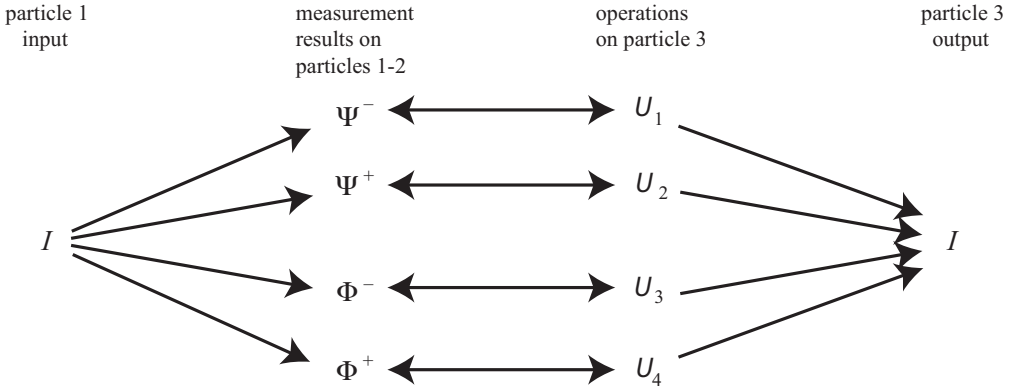 particle 1
input
measurement
results on
particles 1-2
operations
on particle 3
particle 3
output
Ψ⁻ U₁
Ψ⁺ U₂
I I
Φ⁻ U₃
Φ⁺ U₄